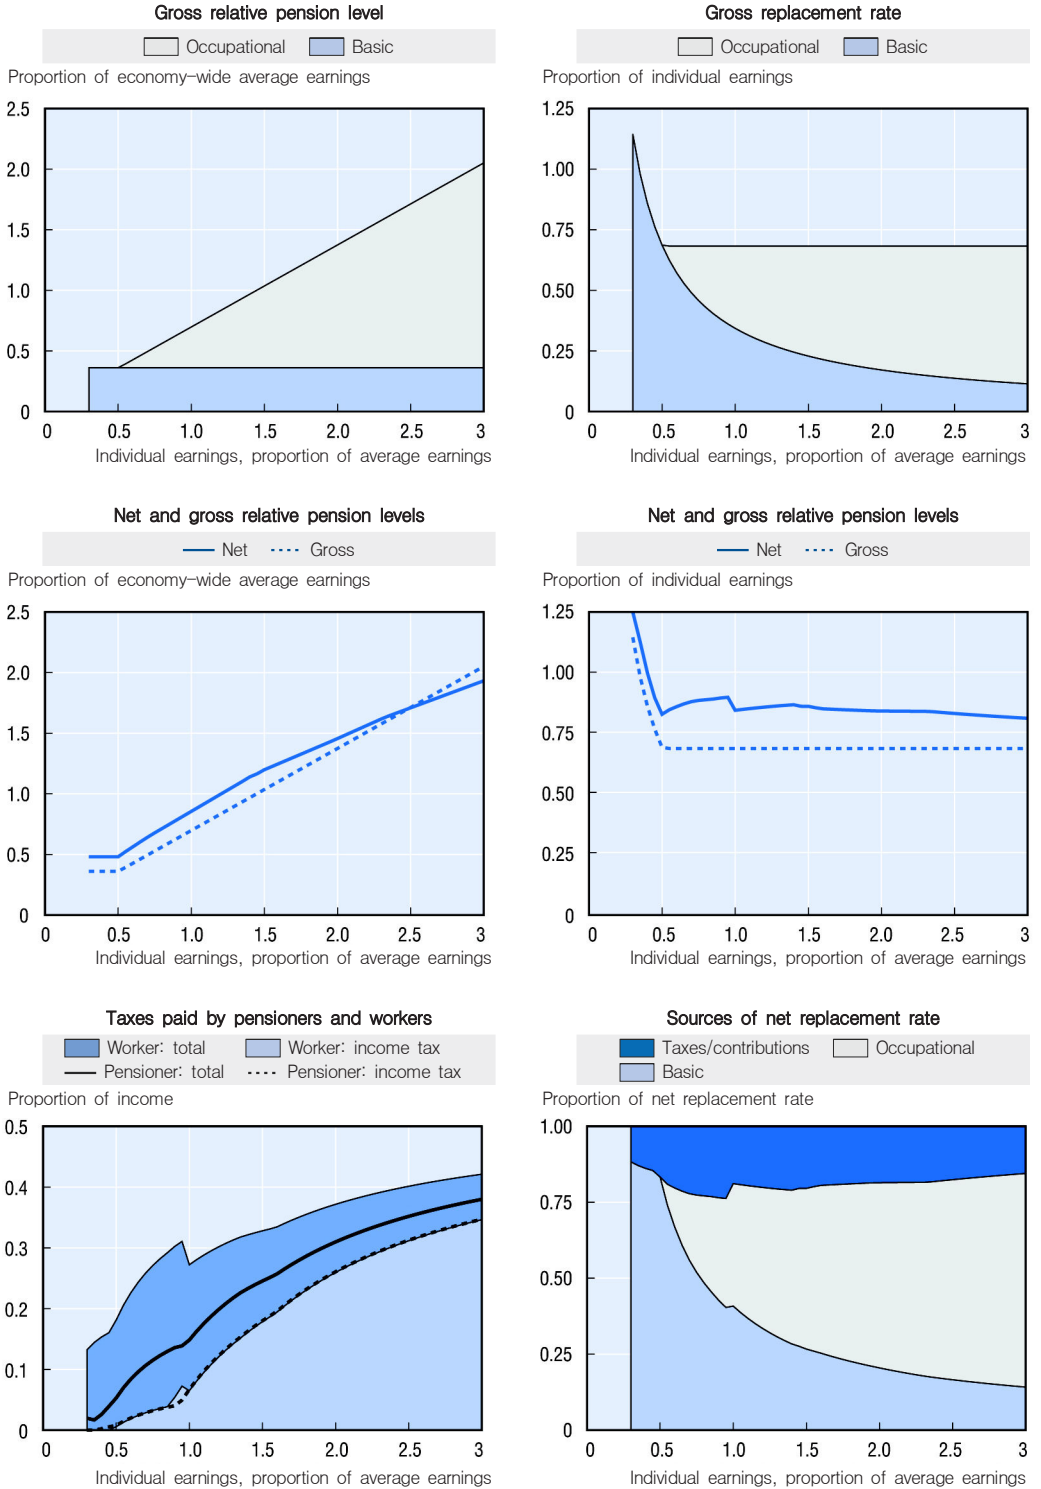 Gross relative pension level
Occupational Basic
Proportion of economy-wide average earnings
2.5
2.0
1.5
1.0
0.5
0
0 0.5 1.0 1.5 2.0 2.5 3
Individual earnings, proportion of average earnings
Gross replacement rate
Occupational Basic
Proportion of individual earnings
1.25
1.00
0.75
0.50
0.25
0
0 0.5 1.0 1.5 2.0 2.5 3
Individual earnings, proportion of average earnings
Net and gross relative pension levels
Net Gross
Proportion of economy-wide average earnings
2.5
2.0
1.5
1.0
0.5
0
0 0.5 1.0 1.5 2.0 2.5 3
Individual earnings, proportion of average earnings
Net and gross relative pension levels
Net Gross
Proportion of individual earnings
1.25
1.00
0.75
0.50
0.25
0
0 0.5 1.0 1.5 2.0 2.5 3
Individual earnings, proportion of average earnings
Taxes paid by pensioners and workers
Worker: total Worker: income tax
Pensioner: total Pensioner: income tax
Proportion of income
0.5
0.4
0.3
0.2
0.1
0
0 0.5 1.0 1.5 2.0 2.5 3
Individual earnings, proportion of average earnings
Sources of net replacement rate
Taxes/contributions Occupational
Basic
Proportion of net replacement rate
1.00
0.75
0.50
0.25
0
0 0.5 1.0 1.5 2.0 2.5 3
Individual earnings, proportion of average earnings